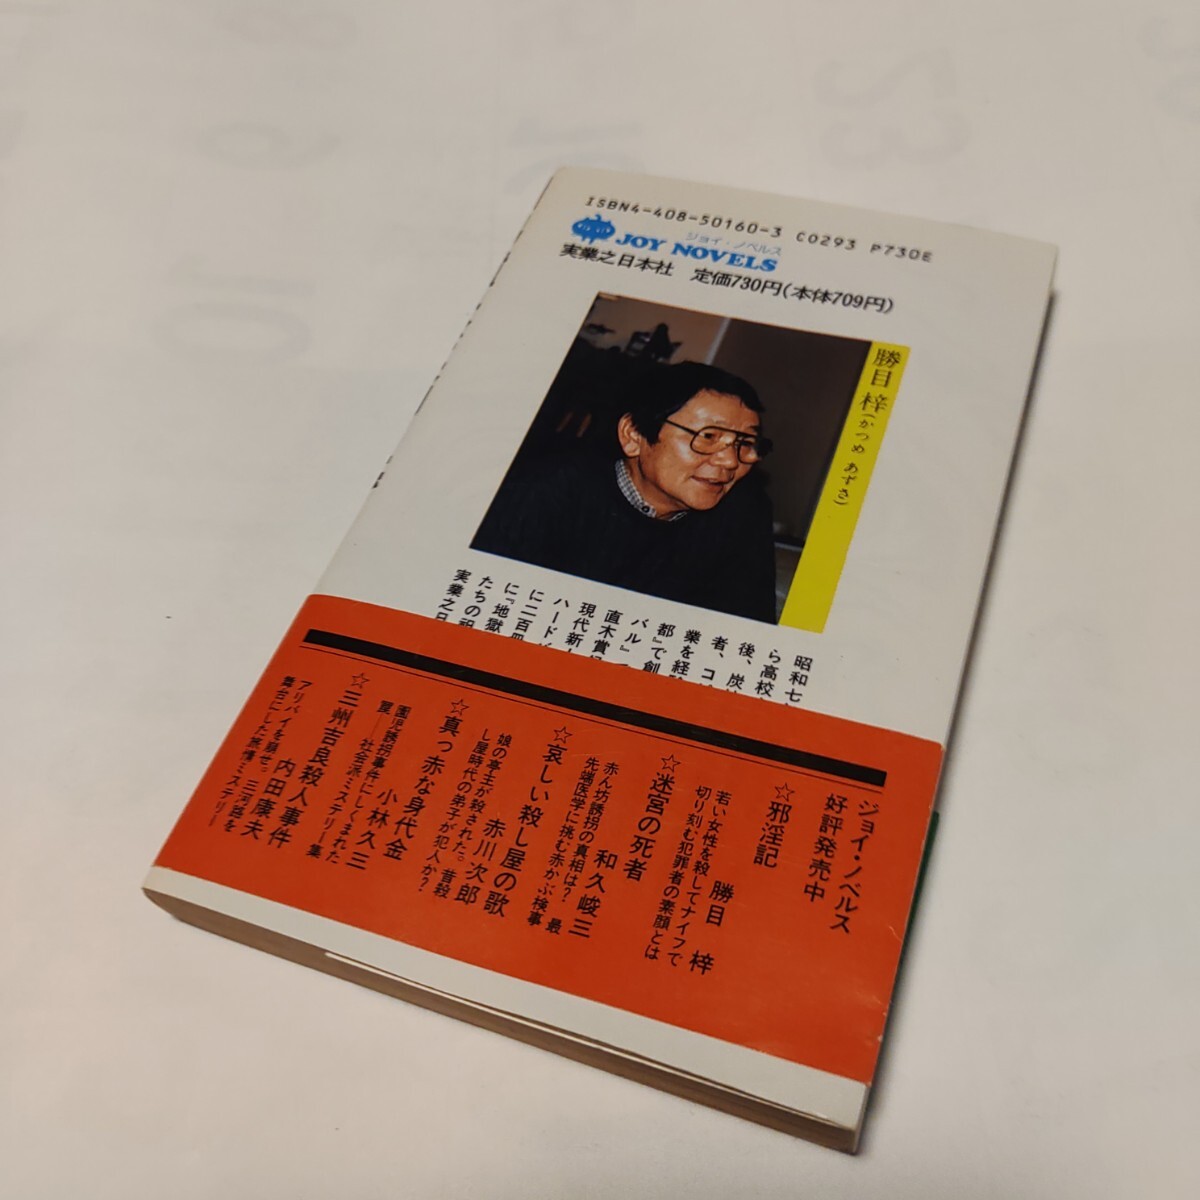 ISBN4-408-50160-3 C0293 P730E
ジョイ・ノベルス
JOY NOVELS
実業之日本社 定価730円(本体709円)
勝目 梓(かつめ あずさ)
昭和七
ら高校
後、炭
者、コ
業を経
都』で創
バル』
直木賞
現代新
ハード
に二百四
に『地獄
たちの
実業之日
ジョイ・ノベルス
好評発売中
☆邪淫記 勝目 梓
若い女性を殺してナイフで
切り刻む犯罪者の素顔とは
☆迷宮の死者 和久峻三
赤ん坊誘拐の真相は? 最
先端医学に挑む赤かぶ検事
☆哀しい殺し屋の歌 赤川次郎
娘の亭主が殺された。昔殺
し屋時代の弟子が犯人か?
☆真っ赤な身代金 小林久三
園児誘拐事件にしくまれた
罠――社会派ミステリー集
☆三州吉良殺人事件 内田康夫
アリバイを崩せ。三河路を
舞台にした旅情ミステリー